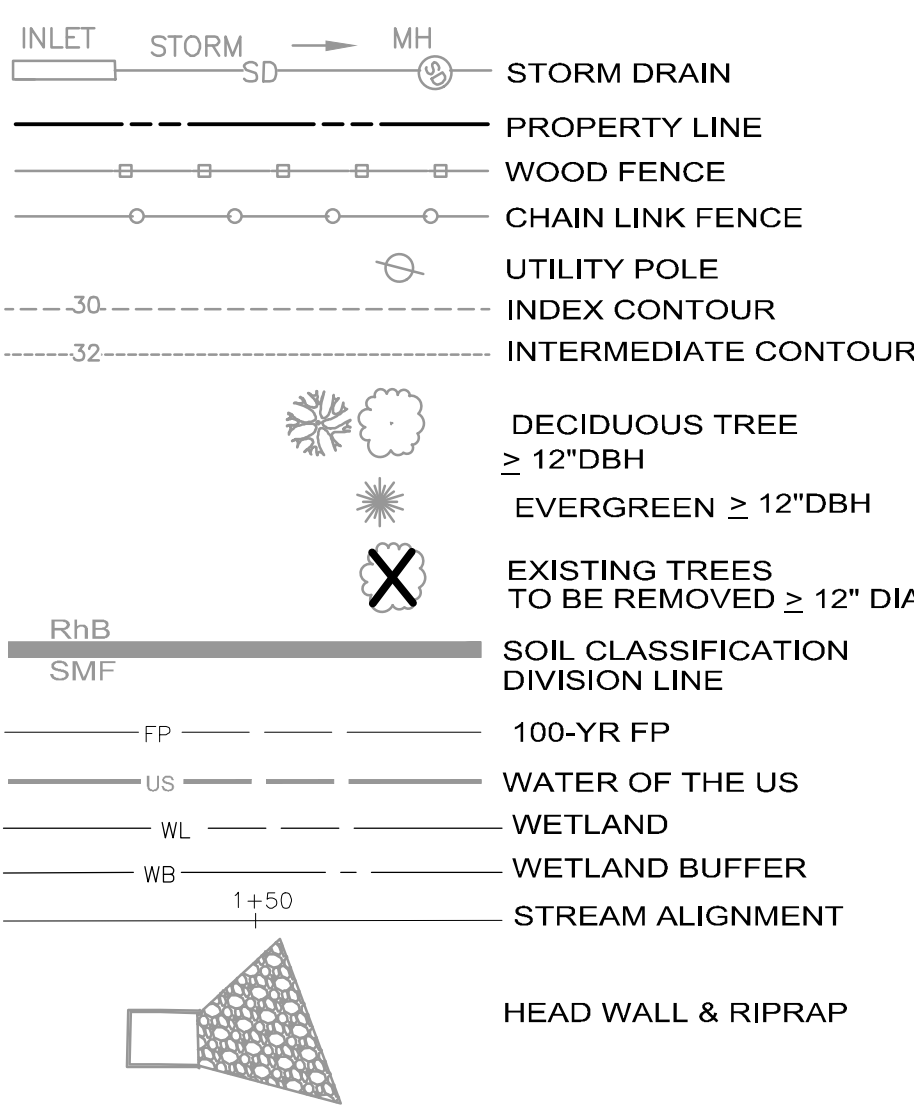 INLET STORM MH
SD SD STORM DRAIN
PROPERTY LINE
WOOD FENCE
CHAIN LINK FENCE
UTILITY POLE
30 INDEX CONTOUR
32 INTERMEDIATE CONTOUR
DECIDUOUS TREE
≥ 12"DBH
EVERGREEN ≥ 12"DBH
EXISTING TREES
TO BE REMOVED ≥ 12" DIA
RhB
SMF
SOIL CLASSIFICATION
DIVISION LINE
FP 100-YR FP
US WATER OF THE US
WL WETLAND
WB WETLAND BUFFER
1+50
STREAM ALIGNMENT
HEAD WALL & RIPRAP